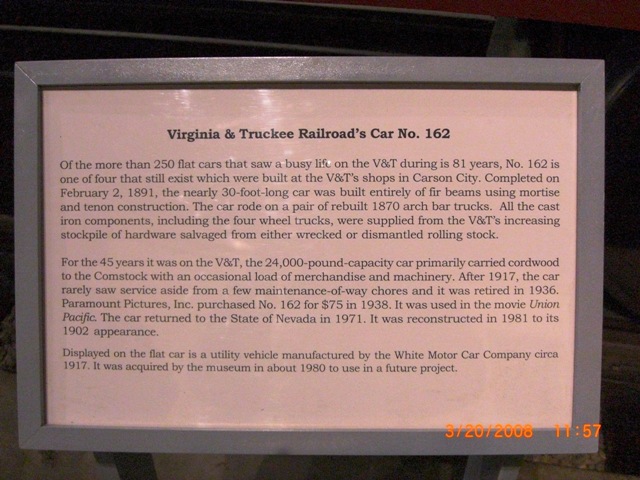 Virginia & Truckee Railroad's Car No. 162
Of the more than 250 flat cars that saw a busy life on the V&T during is 81 years, No. 162 is
one of four that still exist which were built at the V&T's shops in Carson City. Completed on
February 2, 1891, the nearly 30-foot-long car was built entirely of fir beams using mortise
and tenon construction. The car rode on a pair of rebuilt 1870 arch bar trucks. All the cast
iron components, including the four wheel trucks, were supplied from the V&T's increasing
stockpile of hardware salvaged from either wrecked or dismantled rolling stock.
For the 45 years it was on the V&T, the 24,000-pound-capacity car primarily carried cordwood
to the Comstock with an occasional load of merchandise and machinery. After 1917, the car
rarely saw service aside from a few maintenance-of-way chores and it was retired in 1936.
Paramount Pictures, Inc. purchased No. 162 for $75 in 1938. It was used in the movie Union
Pacific. The car returned to the State of Nevada in 1971. It was reconstructed in 1981 to its
1902 appearance.
Displayed on the flat car is a utility vehicle manufactured by the White Motor Car Company circa
1917. It was acquired by the museum in about 1980 to use in a future project.
3/20/2008 11:57